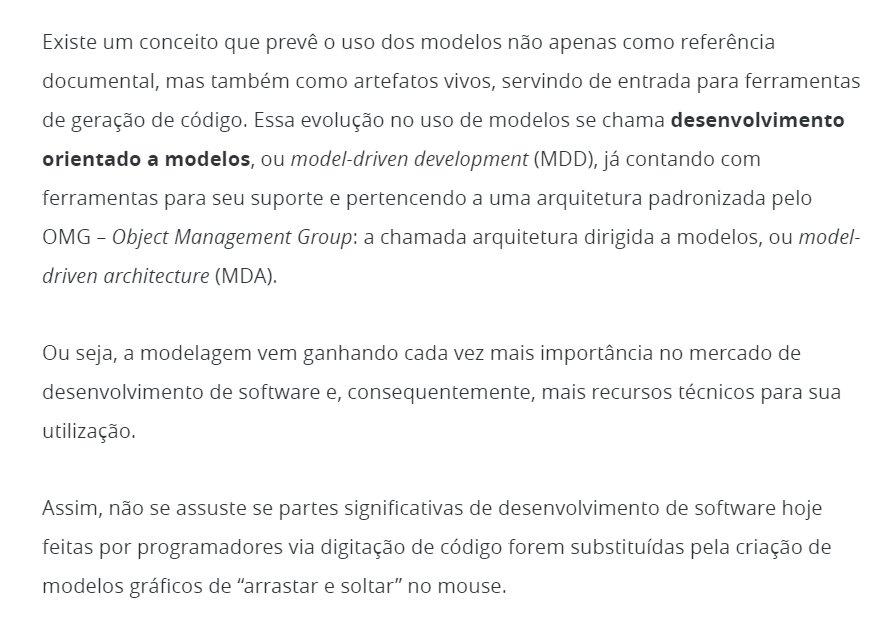 Existe um conceito que prevê o uso dos modelos não apenas como referência
documental, mas também como artefatos vivos, servindo de entrada para ferramentas
de geração de código. Essa evolução no uso de modelos se chama desenvolvimento
orientado a modelos, ou model-driven development (MDD), já contando com
ferramentas para seu suporte e pertencendo a uma arquitetura padronizada pelo
OMG – Object Management Group: a chamada arquitetura dirigida a modelos, ou model-
driven architecture (MDA).
Ou seja, a modelagem vem ganhando cada vez mais importância no mercado de
desenvolvimento de software e, consequentemente, mais recursos técnicos para sua
utilização.
Assim, não se assuste se partes significativas de desenvolvimento de software hoje
feitas por programadores via digitação de código forem substituídas pela criação de
modelos gráficos de “arrastar e soltar” no mouse.